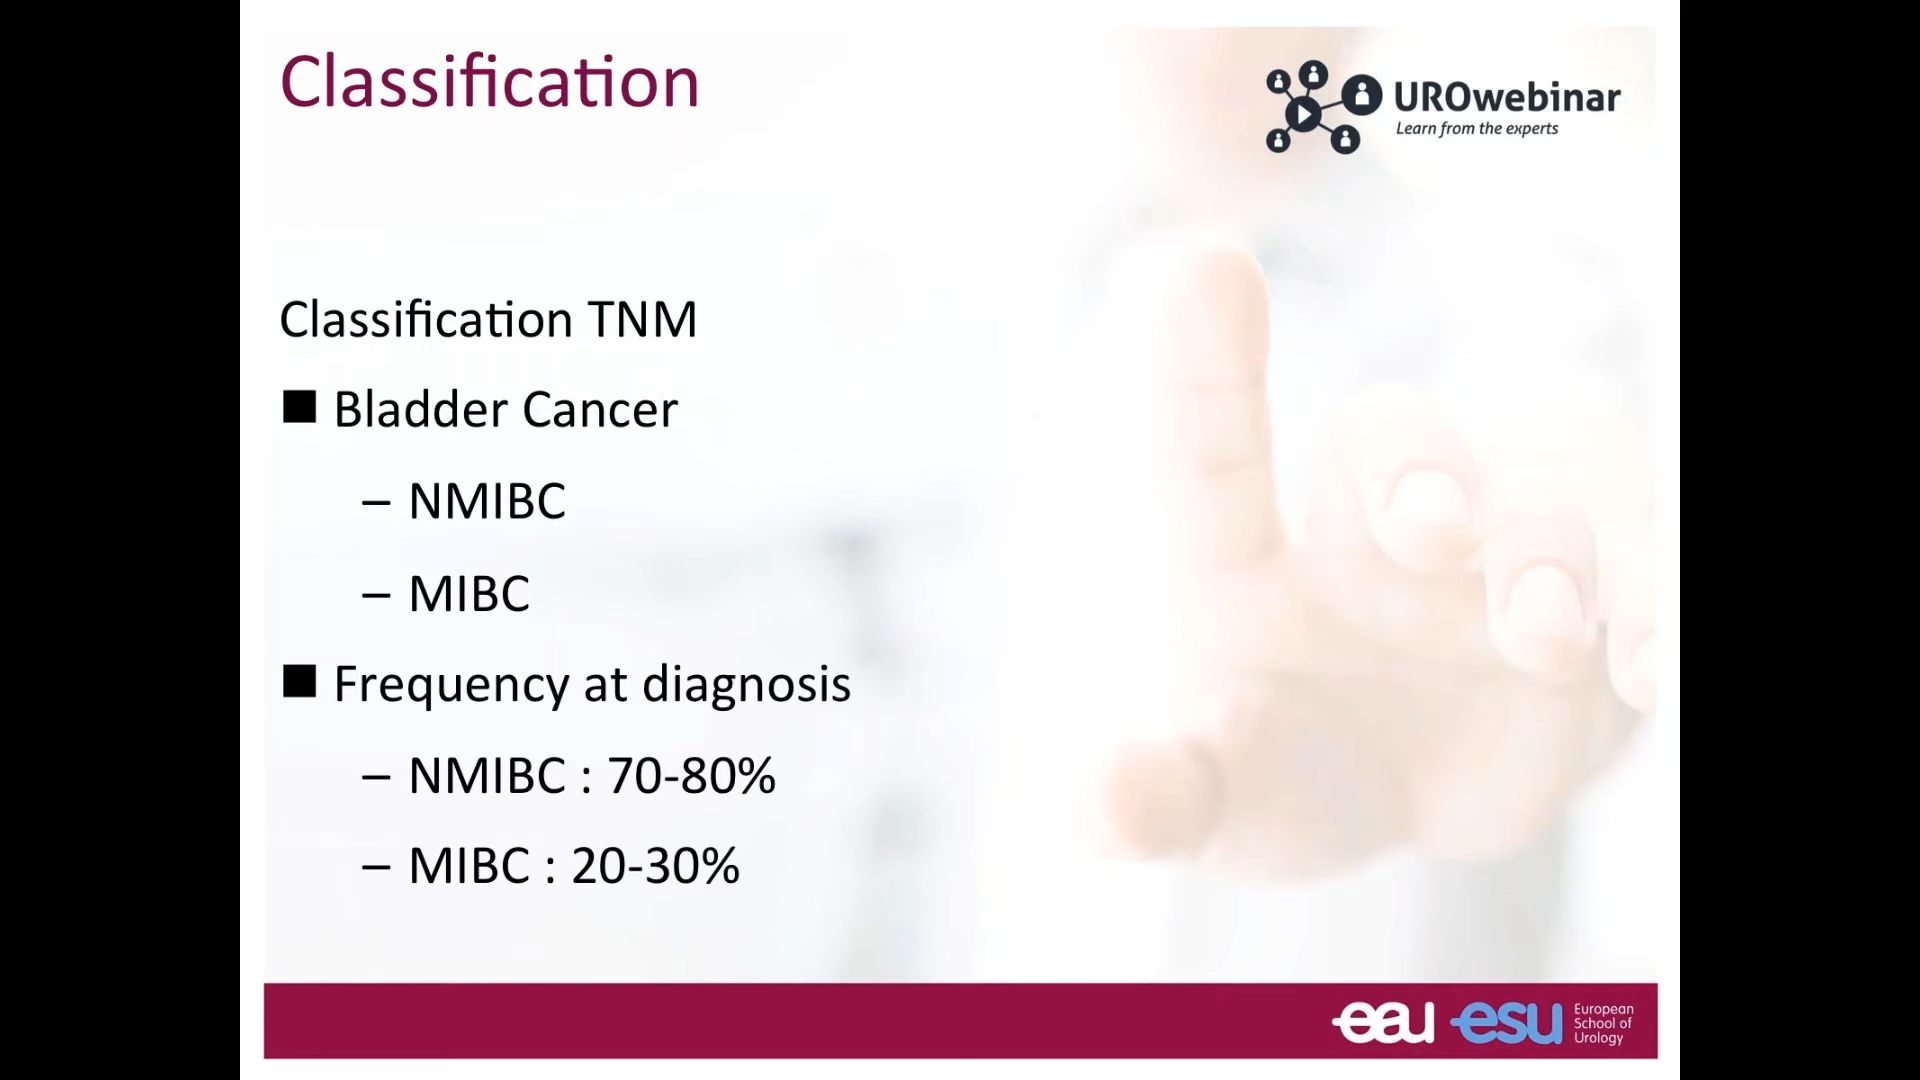 Classification
UROwebinar
Learn from the experts
Classification TNM
■ Bladder Cancer
– NMIBC
– MIBC
■ Frequency at diagnosis
– NMIBC : 70-80%
– MIBC : 20-30%
eau esu European
School of
Urology